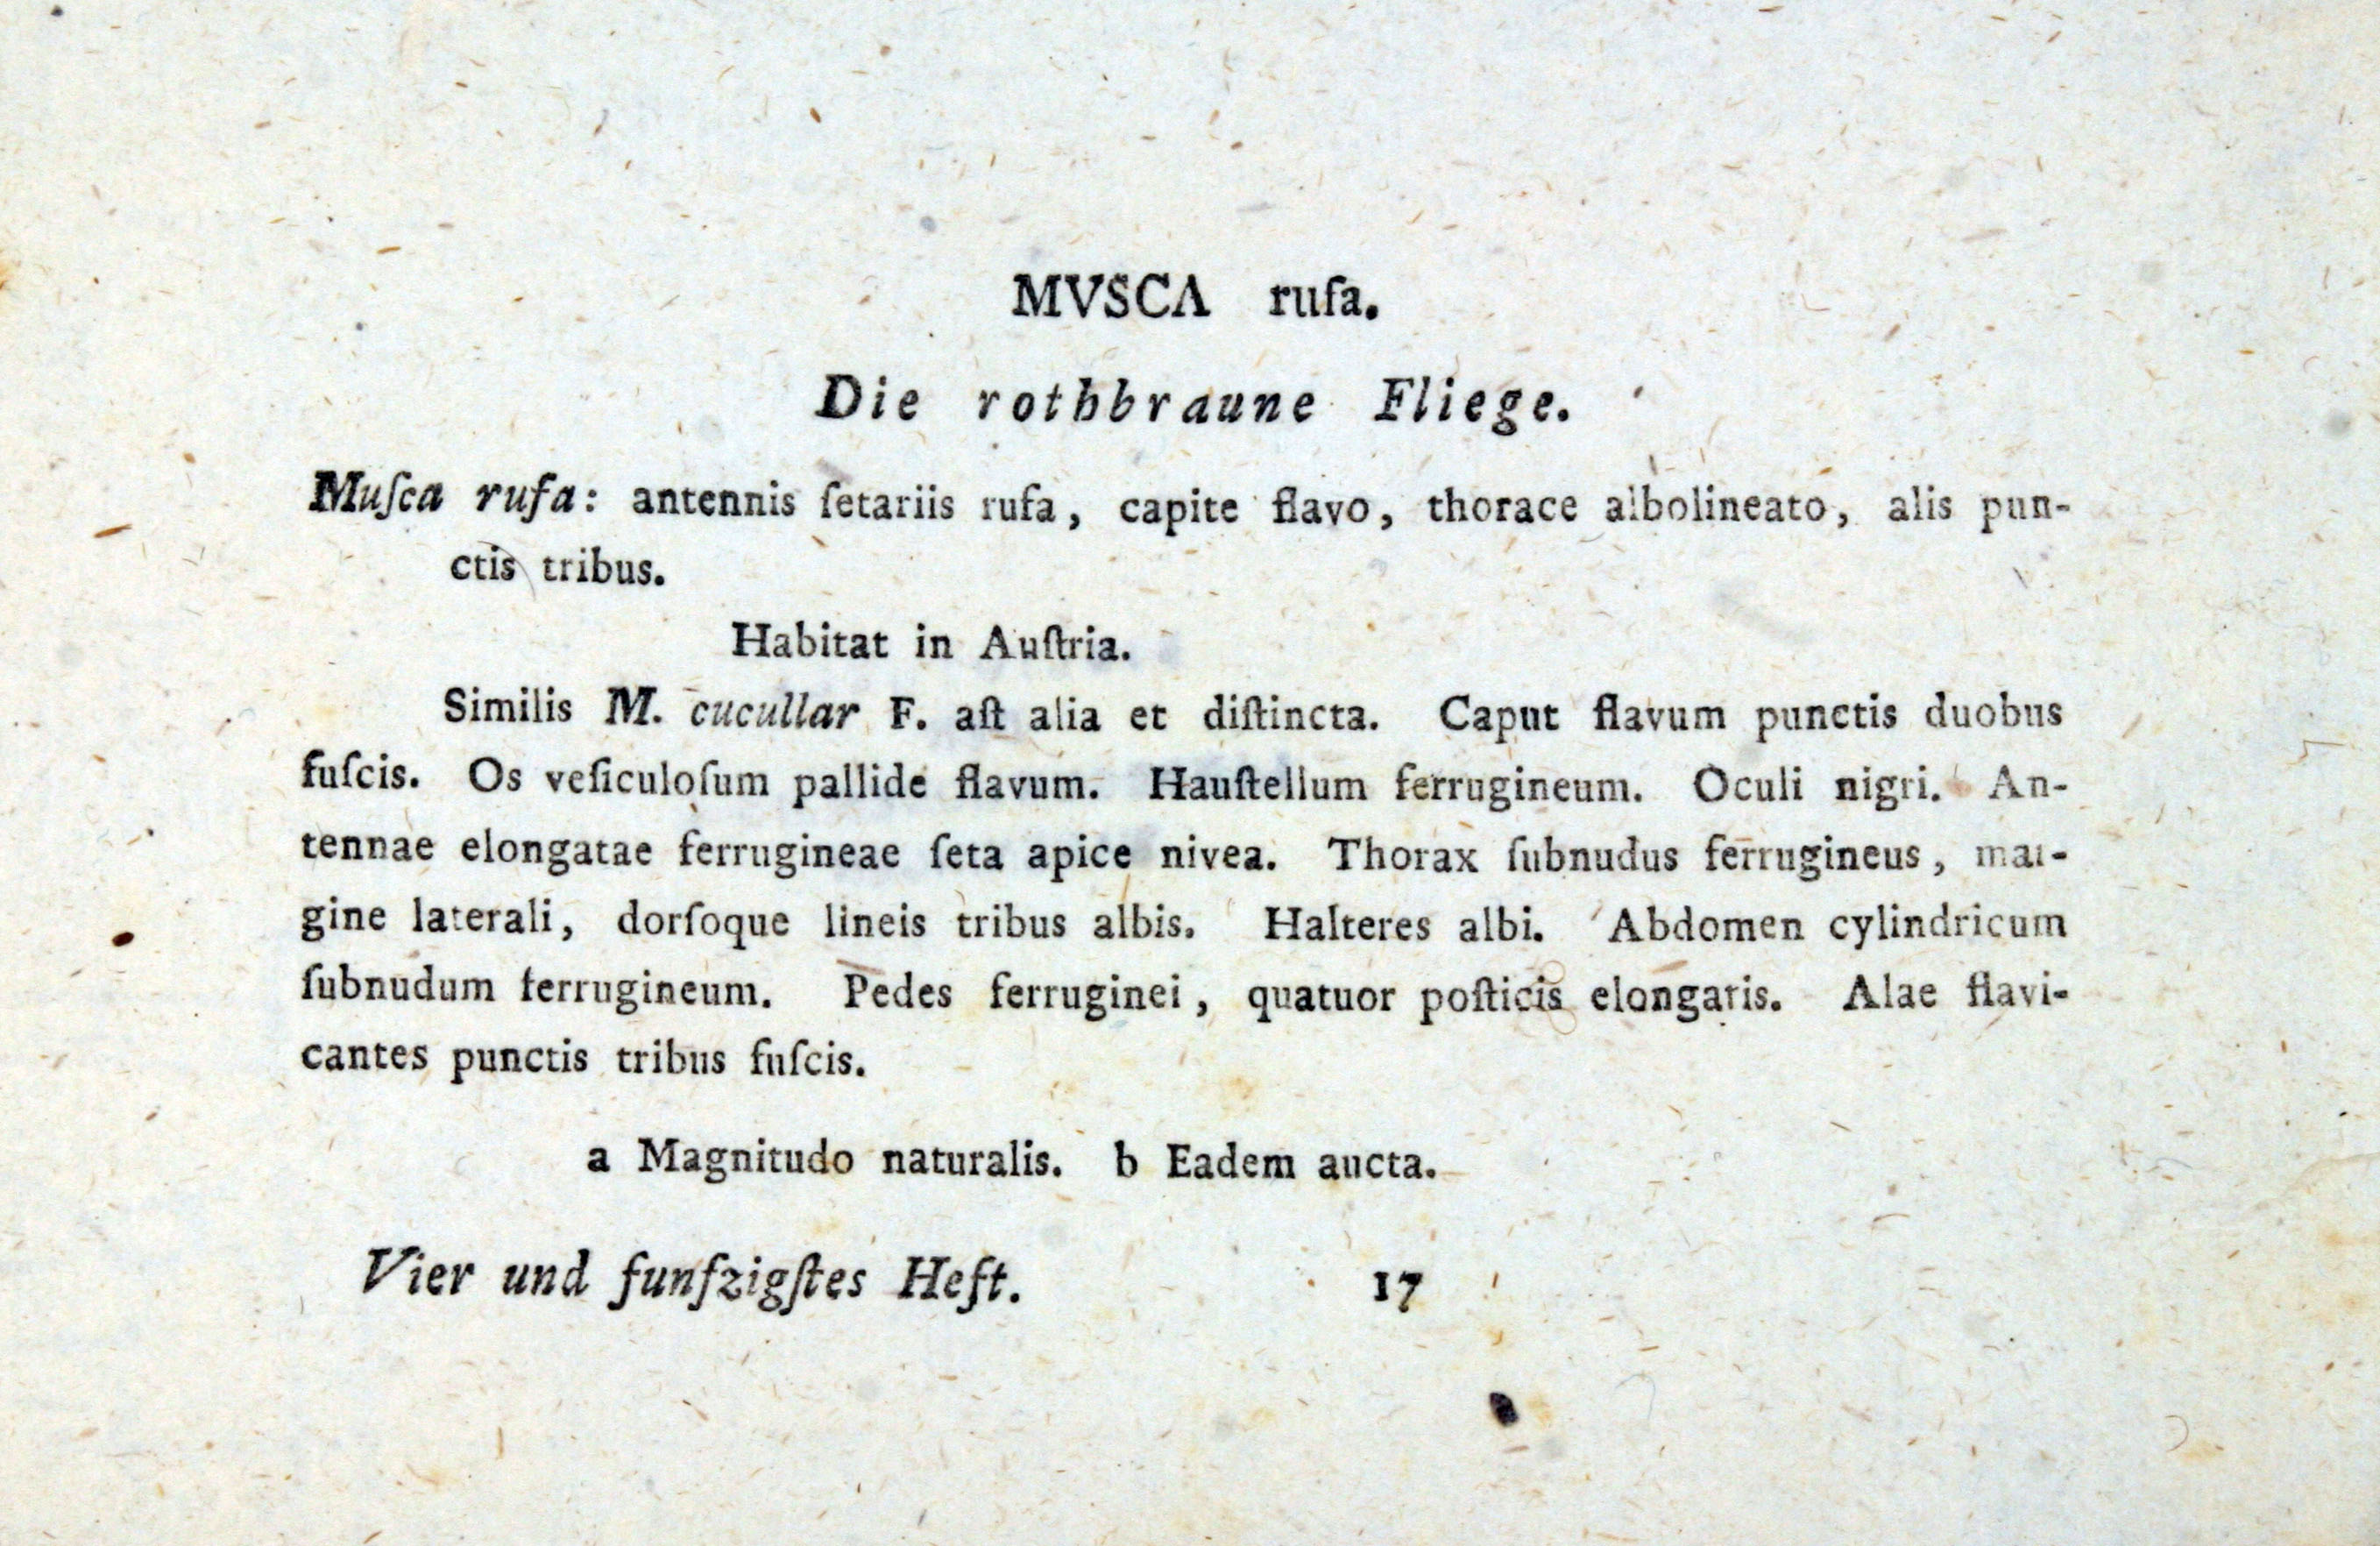 MVSCA rufa.
Die rothbraune Fliege.
Muſca rufa: antennis ſetariis rufa, capite flavo, thorace albolineato, alis pun-
ctis tribus.
Habitat in Auſtria.
Similis M. cucullar F. aſt alia et diſtincta. Caput flavum punctis duobus
fuſcis. Os veſiculoſum pallide flavum. Hauſtellum ferrugineum. Oculi nigri. An-
tennae elongatae ferrugineae ſeta apice nivea. Thorax ſubnudus ferrugineus, mar-
gine laterali, dorſoque lineis tribus albis. Halteres albi. Abdomen cylindricum
ſubnudum ferrugineum. Pedes ferruginei, quatuor poſticis elongatis. Alae flavi-
cantes punctis tribus fuſcis.
a Magnitudo naturalis. b Eadem aucta.
Vier und funfzigſtes Heft. 17